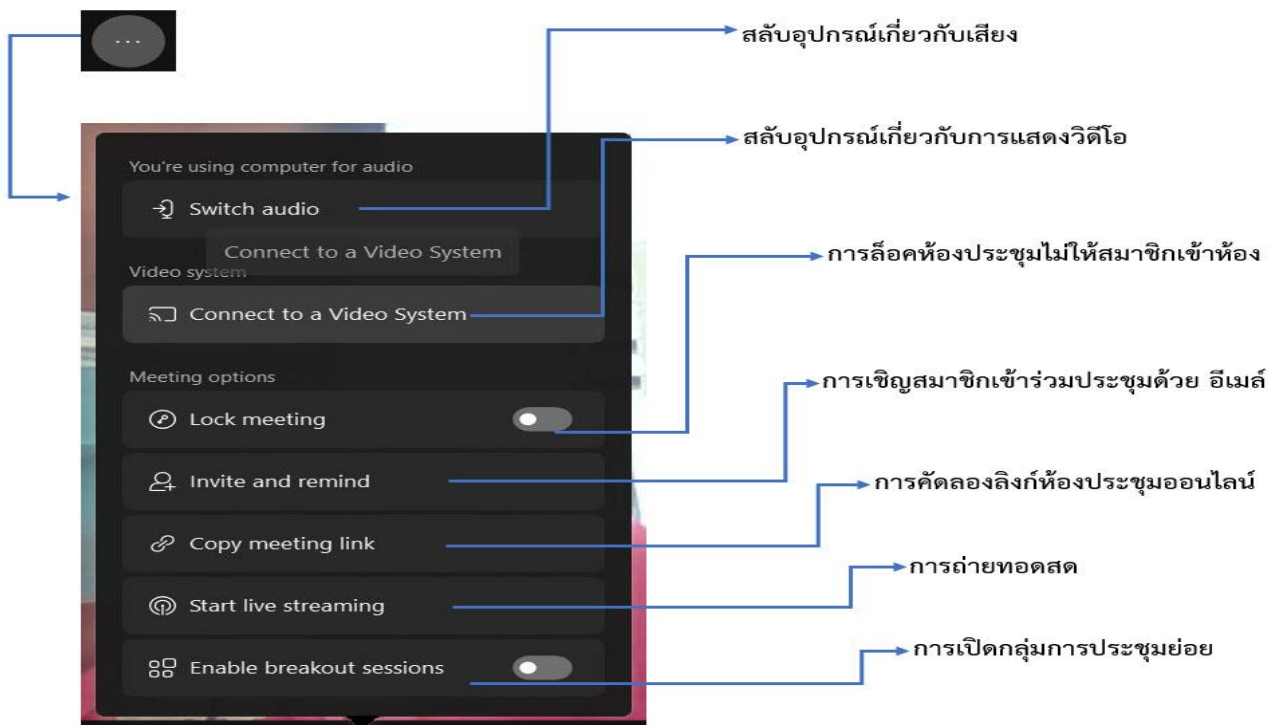 ...
สลับอุปกรณ์เกี่ยวกับเสียง
สลับอุปกรณ์เกี่ยวกับการแสดงวิดีโอ
You're using computer for audio
Switch audio
Connect to a Video System
Video system
การล็อคห้องประชุมไม่ให้สมาชิกเข้าห้อง
Connect to a Video System
Meeting options
การเชิญสมาชิกเข้าร่วมประชุมด้วย อีเมล์
Lock meeting
Invite and remind
การคัดลองลิงก์ห้องประชุมออนไลน์
Copy meeting link
การถ่ายทอดสด
Start live streaming
การเปิดกลุ่มการประชุมย่อย
Enable breakout sessions